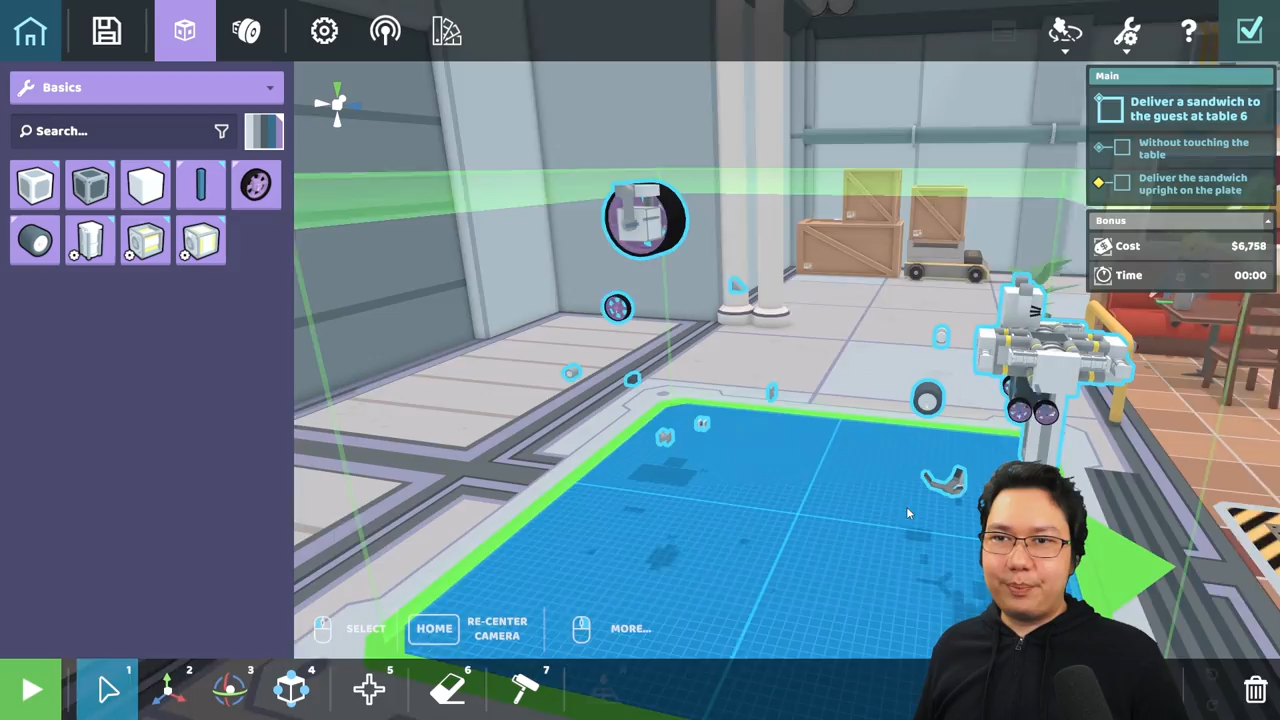 Basics
Search...
Main
Deliver a sandwich to
the guest at table 6
Without touching the
table
Deliver the sandwich
upright on the plate
Bonus
Cost $6,758
Time 00:00
SELECT
HOME
RE-CENTER
CAMERA
MORE...
1
2
3
4
5
6
7